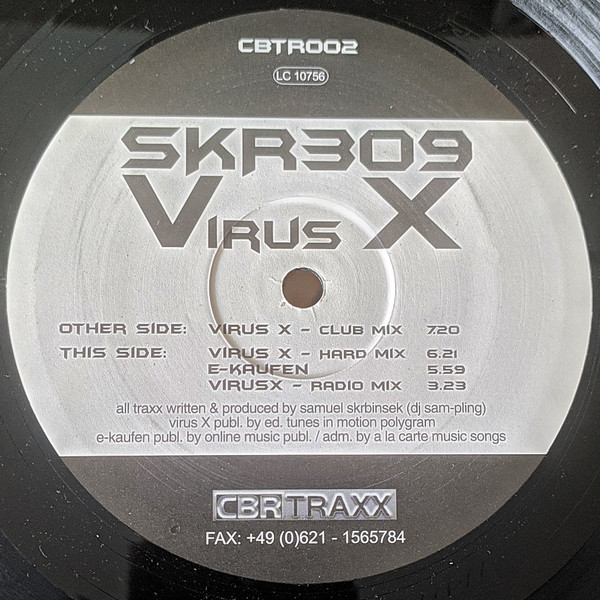 CBTR002
LC 10756
SKR309
VIRUS X
OTHER SIDE: VIRUS X - CLUB MIX 7.20
THIS SIDE: VIRUS X - HARD MIX 6.21
E-KAUFEN 5.59
VIRUSX - RADIO MIX 3.23
all traxx written & produced by samuel skrbinsek (dj sam-pling)
virus X publ. by ed. tunes in motion polygram
e-kaufen publ. by online music publ. / adm. by a la carte music songs
CBR TRAXX
FAX: +49 (0)621 - 1565784